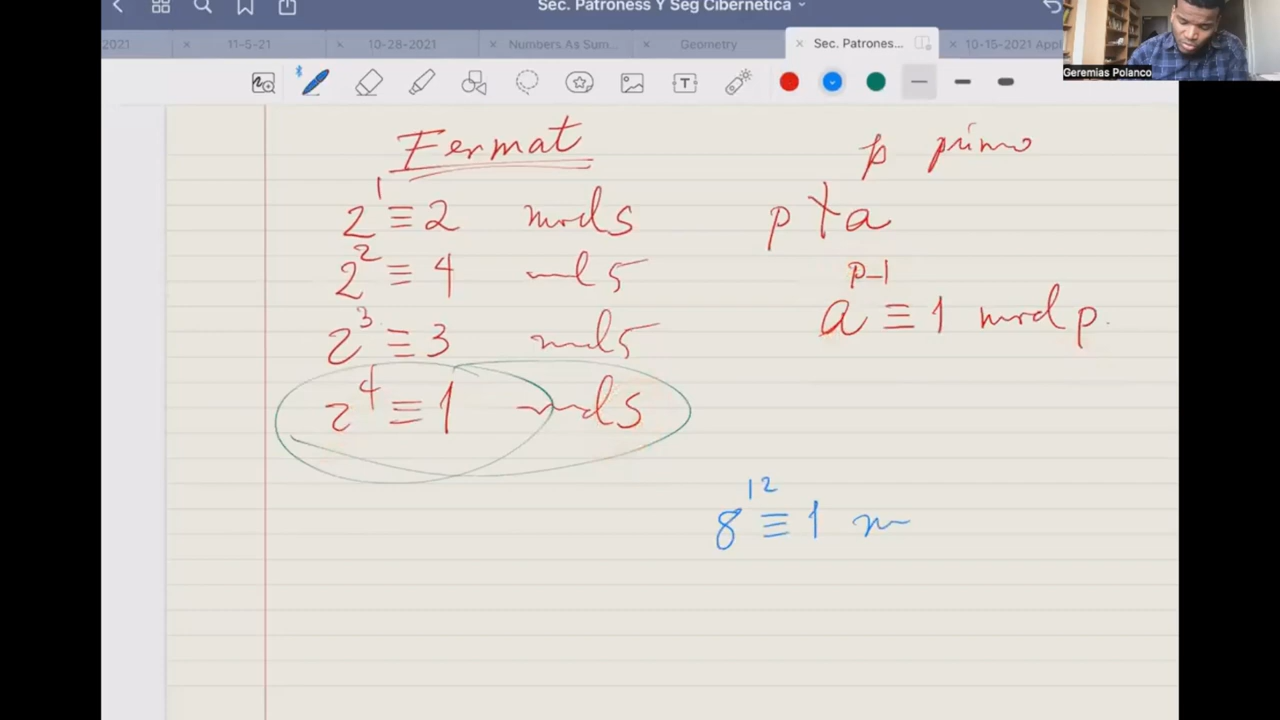 Sec. Patroness Y Seg Cibernetica
2021
11-5-21
10-28-2021
Numbers As Sum...
Geometry
Sec. Patrones...
10-15-2021 Appl
Geremias Polanco
Fermat
p primo
2¹ ≡ 2 mod 5
p ∤ a
2² ≡ 4 mod 5
aᵖ⁻¹ ≡ 1 mod p.
2³ ≡ 3 mod 5
2⁴ ≡ 1 mod 5
8¹² ≡ 1 m